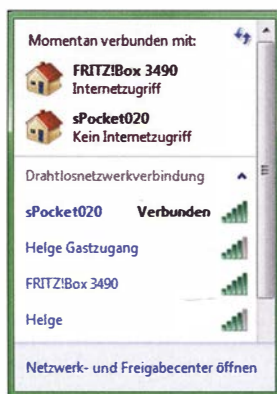 Momentan verbunden mit:
FRITZ!Box 3490
Internetzugriff
sPocket020
Kein Internetzugriff
Drahtlosnetzwerkverbindung
sPocket020 Verbunden
Helge Gastzugang
FRITZ!Box 3490
Helge
Netzwerk- und Freigabecenter öffnen